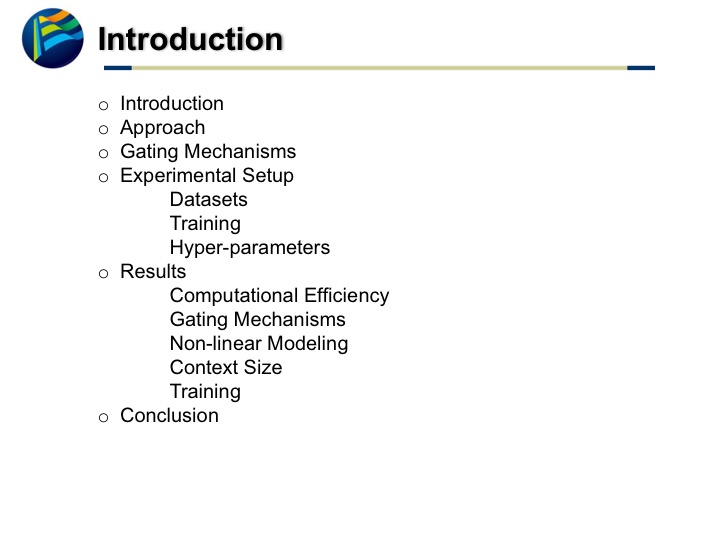 Introduction
o Introduction
o Approach
o Gating Mechanisms
o Experimental Setup
Datasets
Training
Hyper-parameters
o Results
Computational Efficiency
Gating Mechanisms
Non-linear Modeling
Context Size
Training
o Conclusion